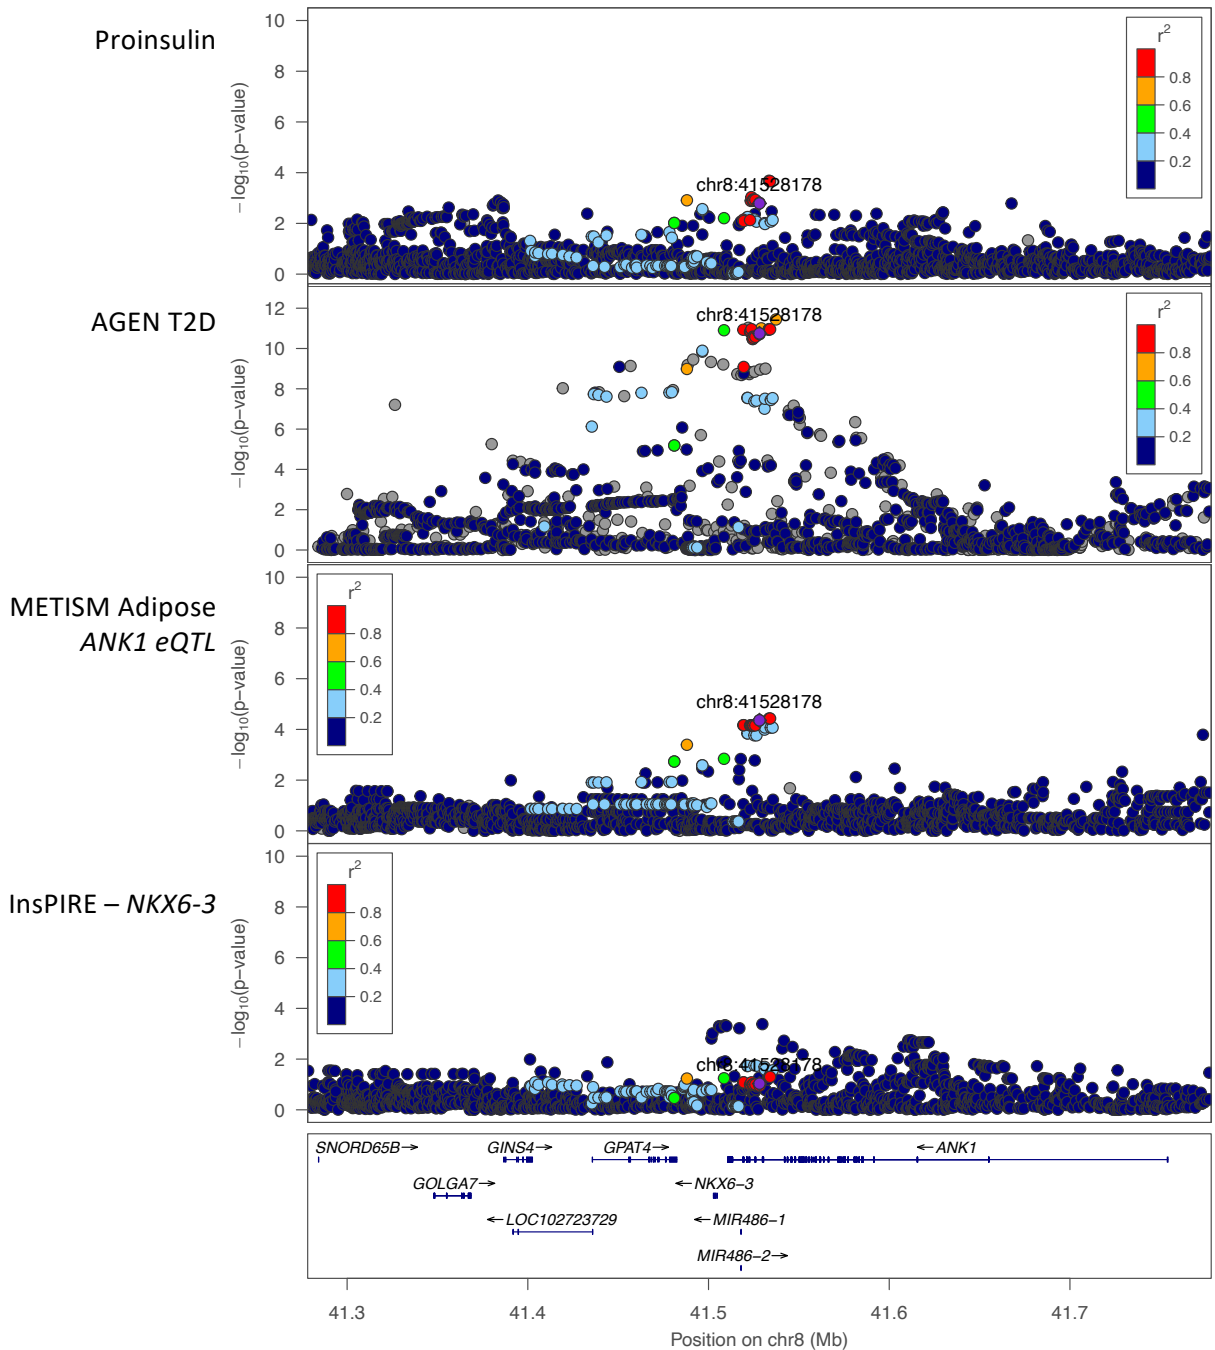 Proinsulin
10
8
6
4
2
0
−log10(p−value)
chr8:41528178
r2
0.8
0.6
0.4
0.2
AGEN T2D
12
10
8
6
4
2
0
−log10(p−value)
chr8:41528178
r2
0.8
0.6
0.4
0.2
METISM Adipose
ANK1 eQTL
10
8
6
4
2
0
−log10(p−value)
r2
0.8
0.6
0.4
0.2
chr8:41528178
InsPIRE – NKX6-3
10
8
6
4
2
0
−log10(p−value)
r2
0.8
0.6
0.4
0.2
chr8:41528178
SNORD65B→ GINS4→ GPAT4→ ←ANK1
GOLGA7→ ←NKX6−3
←LOC102723729 ←MIR486−1
MIR486−2→
41.3 41.4 41.5 41.6 41.7
Position on chr8 (Mb)